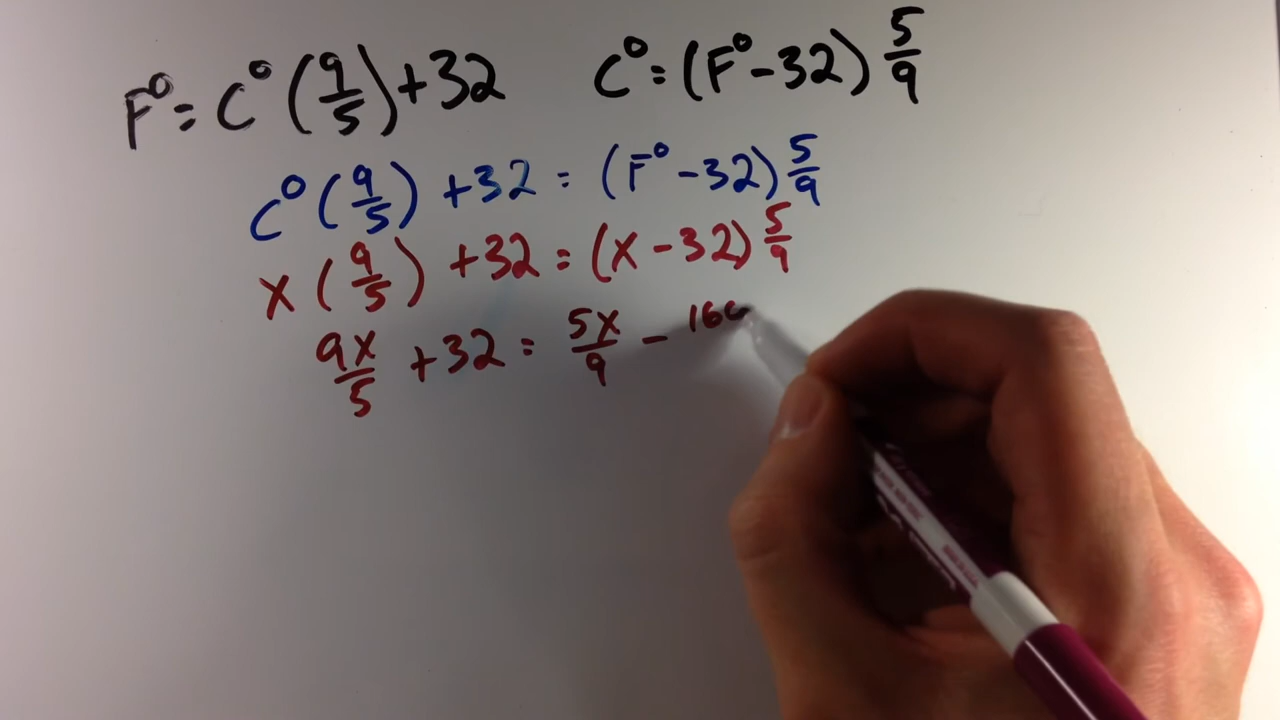 F° = C° (9/5) + 32 C° = (F° - 32) 5/9
C° (9/5) + 32 = (F° - 32) 5/9
x (9/5) + 32 = (x - 32) 5/9
9x/5 + 32 = 5x/9 - 160